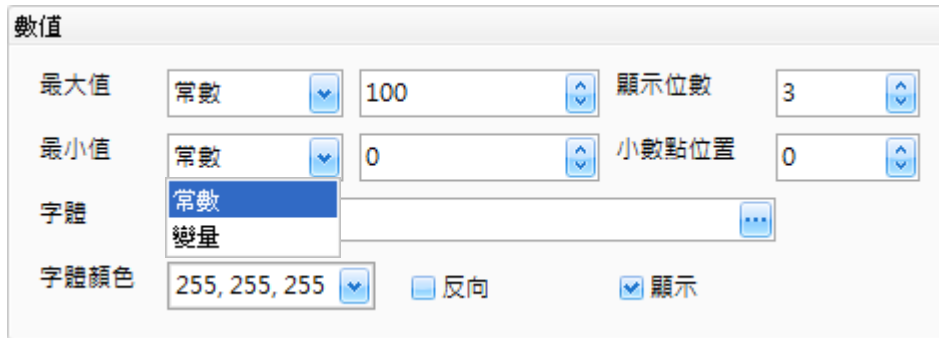 數值
最大值 常數 100 顯示位數 3
最小值 常數 0 小數點位置 0
常數
字體
變量
字體顏色 255, 255, 255 反向 顯示